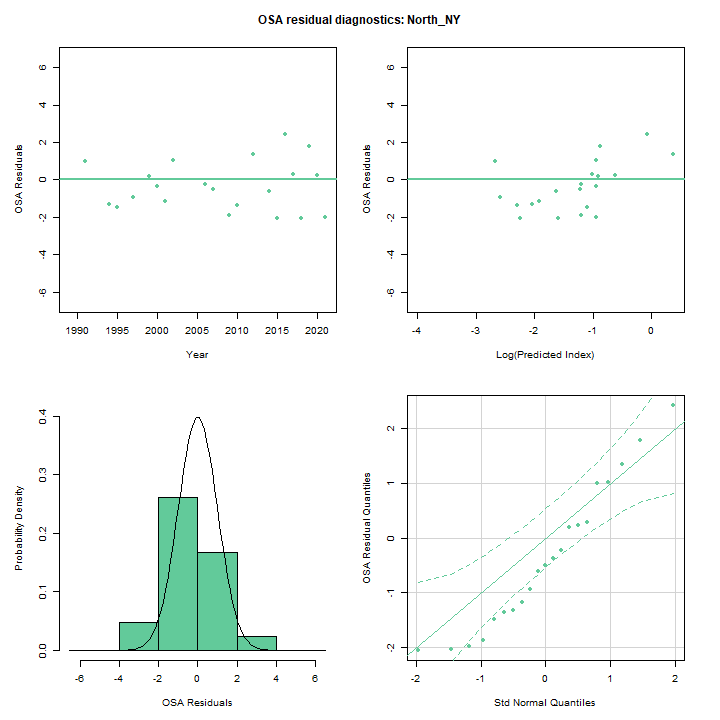 OSA residual diagnostics: North_NY
OSA Residuals
6
4
2
0
-2
-4
-6
1990 1995 2000 2005 2010 2015 2020
Year
OSA Residuals
6
4
2
0
-2
-4
-6
-4 -3 -2 -1 0
Log(Predicted Index)
Probability Density
0.4
0.3
0.2
0.1
0.0
-6 -4 -2 0 2 4 6
OSA Residuals
OSA Residual Quantiles
2
1
0
-1
-2
-2 -1 0 1 2
Std Normal Quantiles